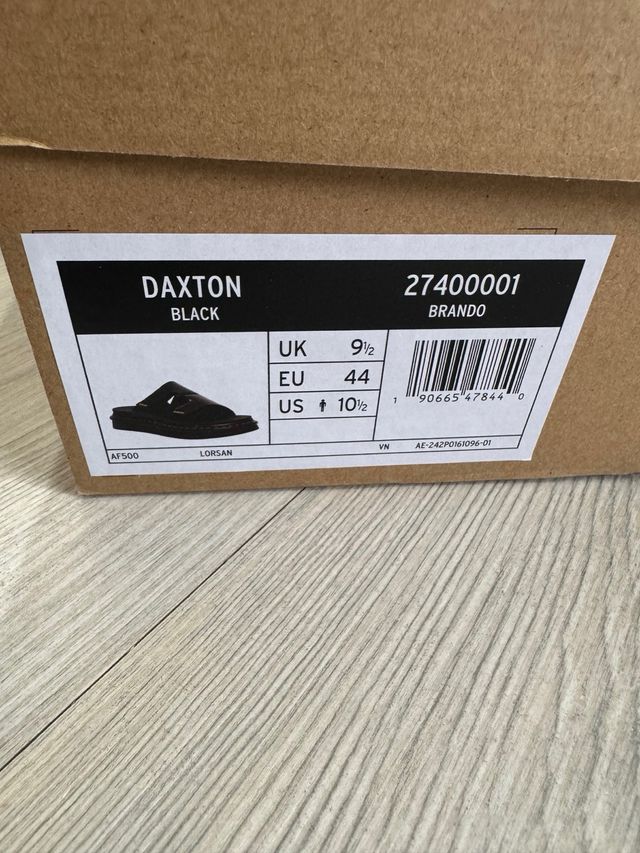 DAXTON
BLACK
27400001
BRANDO
UK 9½
EU 44
US 10½
1 90665 47844 0
AF500 LORSAN VN AE-242P0161096-01